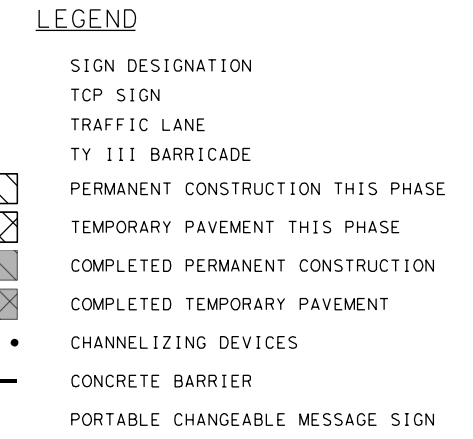 LEGEND
SIGN DESIGNATION
TCP SIGN
TRAFFIC LANE
TY III BARRICADE
PERMANENT CONSTRUCTION THIS PHASE
TEMPORARY PAVEMENT THIS PHASE
COMPLETED PERMANENT CONSTRUCTION
COMPLETED TEMPORARY PAVEMENT
CHANNELIZING DEVICES
CONCRETE BARRIER
PORTABLE CHANGEABLE MESSAGE SIGN